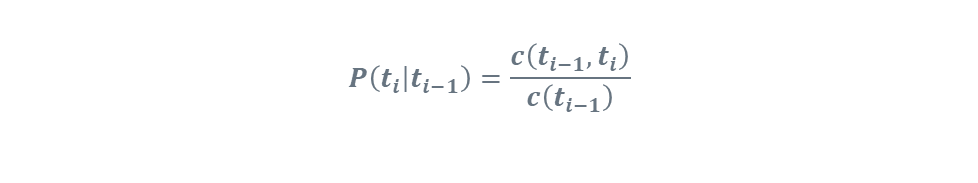 P(tᵢ|tᵢ₋₁) = c(tᵢ₋₁, tᵢ) / c(tᵢ₋₁)